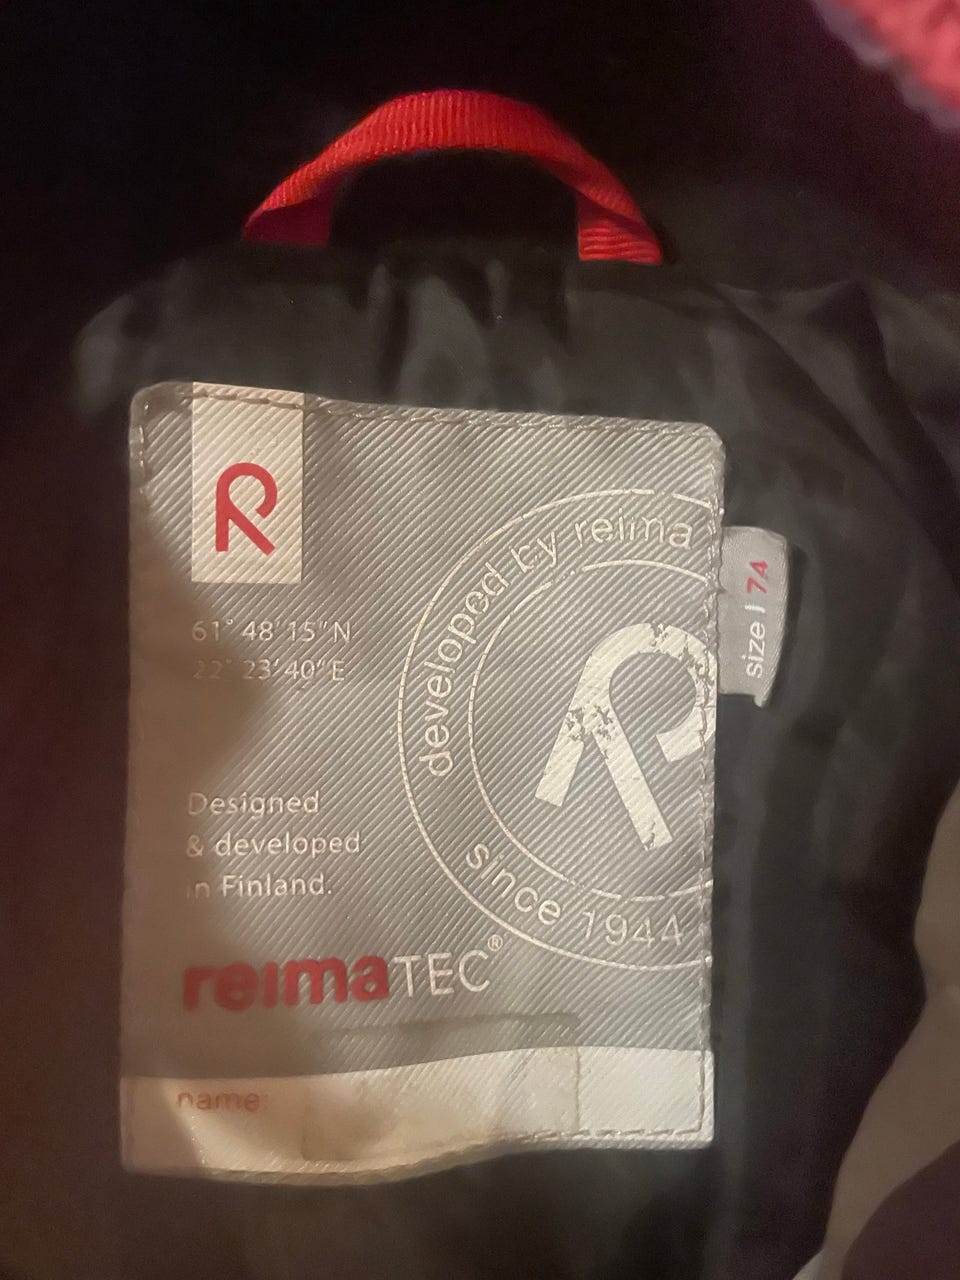 R
61° 48'15"N
22° 23'40"E
developed by reima
R
since 1944
size | 74
Designed
& developed
in Finland.
reimaTEC®
name: